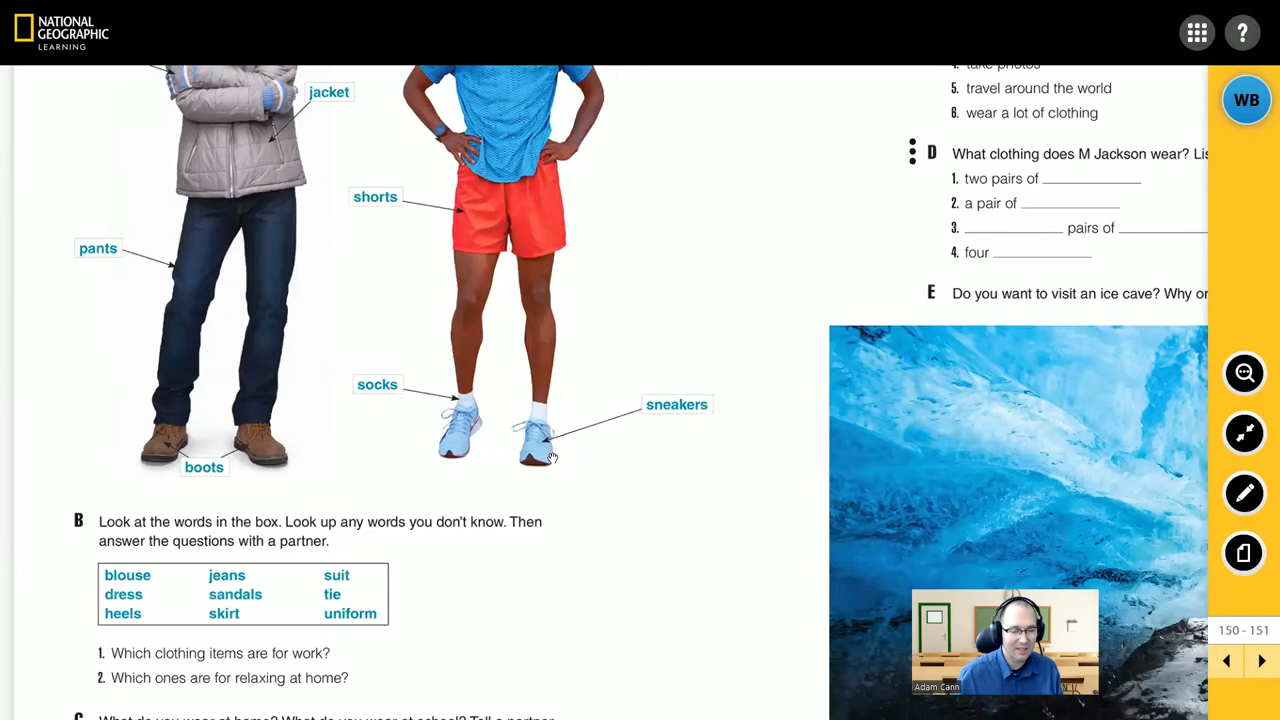 NATIONAL
GEOGRAPHIC
LEARNING
jacket
shorts
pants
socks
sneakers
boots
B Look at the words in the box. Look up any words you don't know. Then
answer the questions with a partner.
blouse jeans suit
dress sandals tie
heels skirt uniform
1. Which clothing items are for work?
2. Which ones are for relaxing at home?
4. take photos
5. travel around the world
6. wear a lot of clothing
D What clothing does M Jackson wear?
1. two pairs of
2. a pair of
3. pairs of
4. four
E Do you want to visit an ice cave? Why or
Adam Cann
?
WB
150 - 151